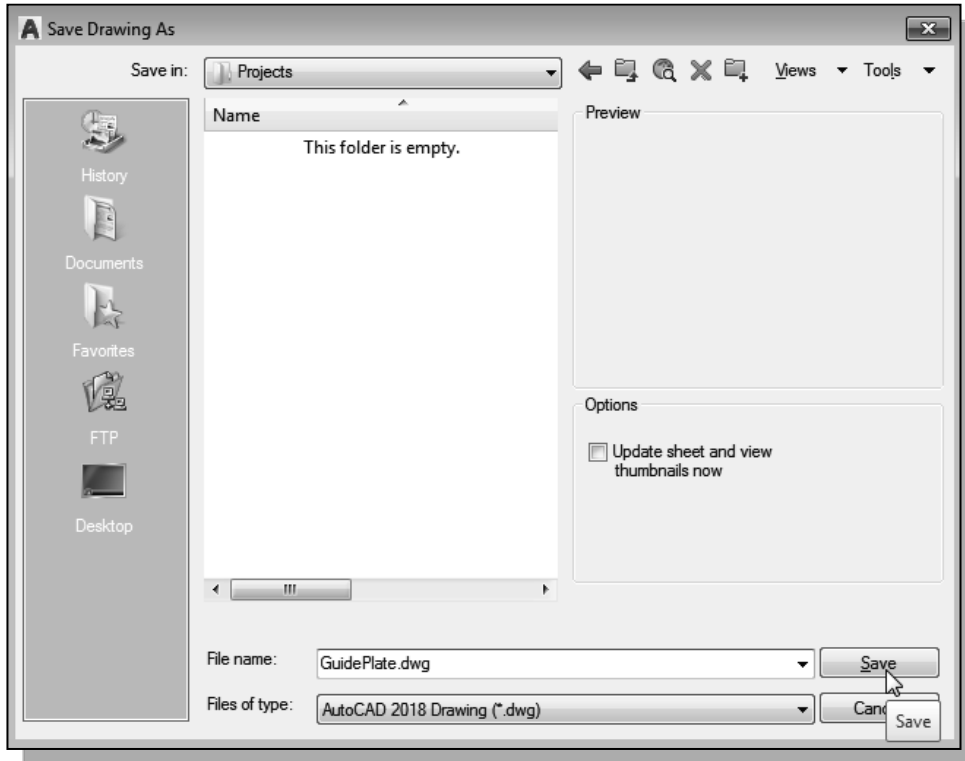 Save Drawing As
Save in:
Projects
Views
Tools
Name
This folder is empty.
Preview
History
Documents
Favorites
FTP
Desktop
Options
Update sheet and view
thumbnails now
File name:
GuidePlate.dwg
Save
Files of type:
AutoCAD 2018 Drawing (*.dwg)
Save